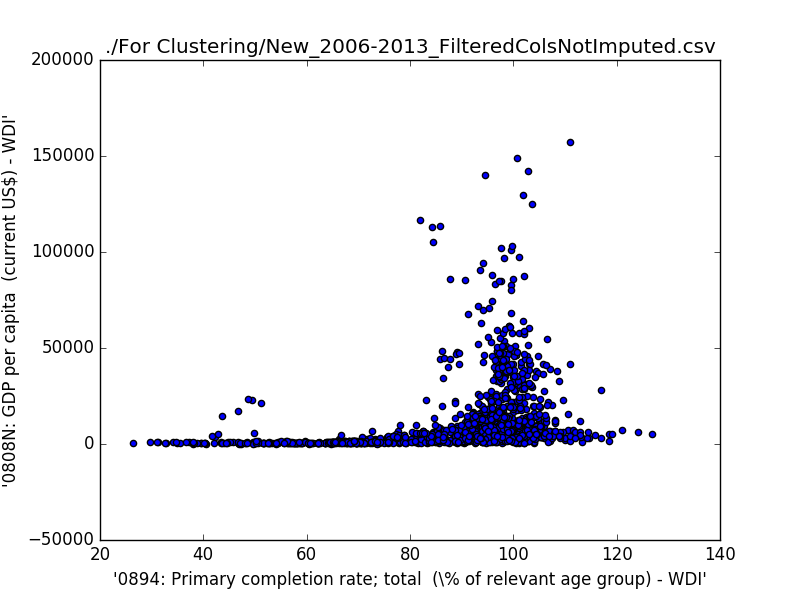 ./For Clustering/New_2006-2013_FilteredColsNotImputed.csv
200000
150000
100000
50000
0
−50000
'0808N: GDP per capita  (current US$) - WDI'
20 40 60 80 100 120 140
'0894: Primary completion rate; total  (\% of relevant age group) - WDI'